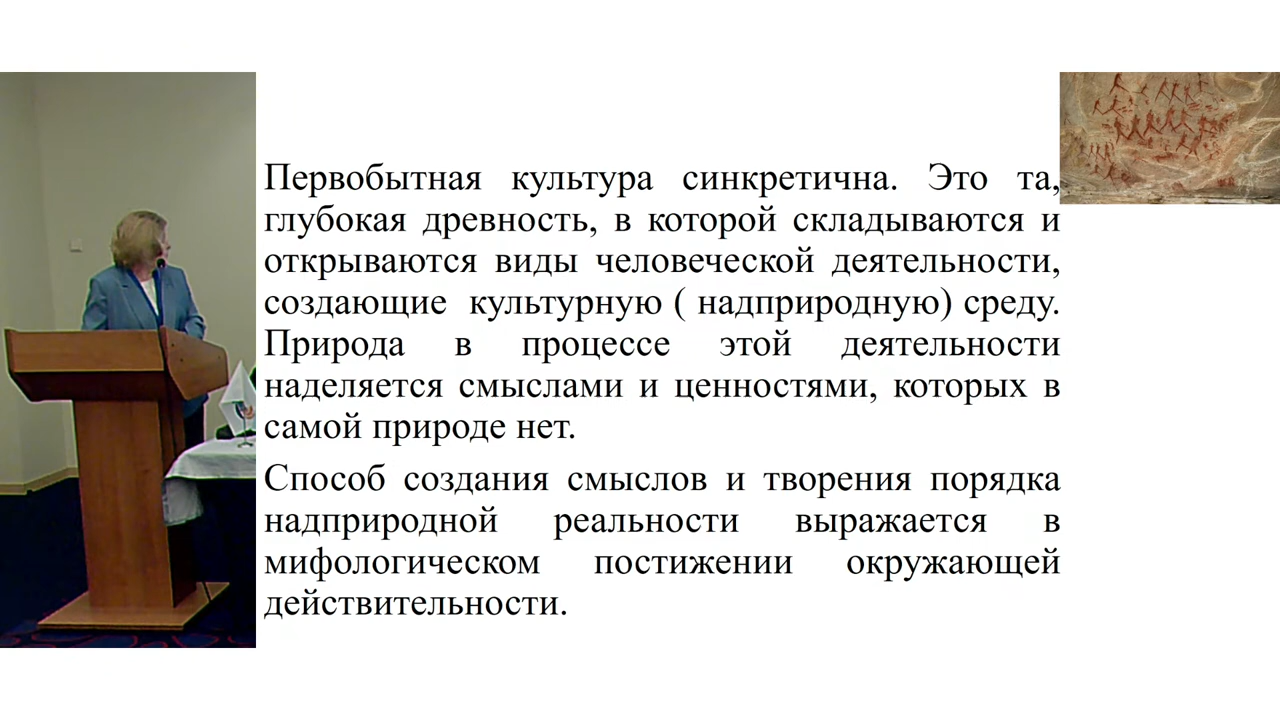 Первобытная культура синкретична. Это та,
глубокая древность, в которой складываются и
открываются виды человеческой деятельности,
создающие культурную ( надприродную) среду.
Природа в процессе этой деятельности
наделяется смыслами и ценностями, которых в
самой природе нет.
Способ создания смыслов и творения порядка
надприродной реальности выражается в
мифологическом постижении окружающей
действительности.